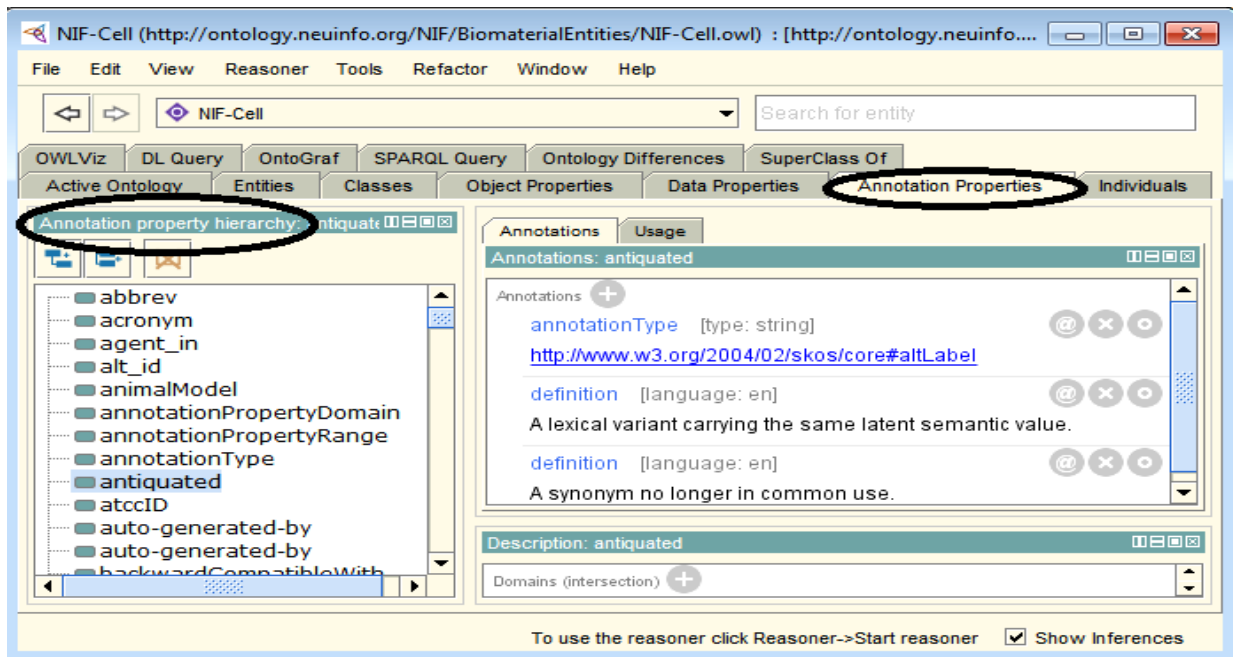 NIF-Cell (http://ontology.neuinfo.org/NIF/BiomaterialEntities/NIF-Cell.owl) : [http://ontology.neuinfo....
File Edit View Reasoner Tools Refactor Window Help
NIF-Cell Search for entity
OWLViz DL Query OntoGraf SPARQL Query Ontology Differences SuperClass Of
Active Ontology Entities Classes Object Properties Data Properties Annotation Properties Individuals
Annotation property hierarchy: antiquate
abbrev
acronym
agent_in
alt_id
animalModel
annotationPropertyDomain
annotationPropertyRange
annotationType
antiquated
atccID
auto-generated-by
auto-generated-by
backwardCompatibleWith
Annotations Usage
Annotations: antiquated
Annotations
annotationType [type: string]
http://www.w3.org/2004/02/skos/core#altLabel
definition [language: en]
A lexical variant carrying the same latent semantic value.
definition [language: en]
A synonym no longer in common use.
Description: antiquated
Domains (intersection)
To use the reasoner click Reasoner->Start reasoner Show Inferences